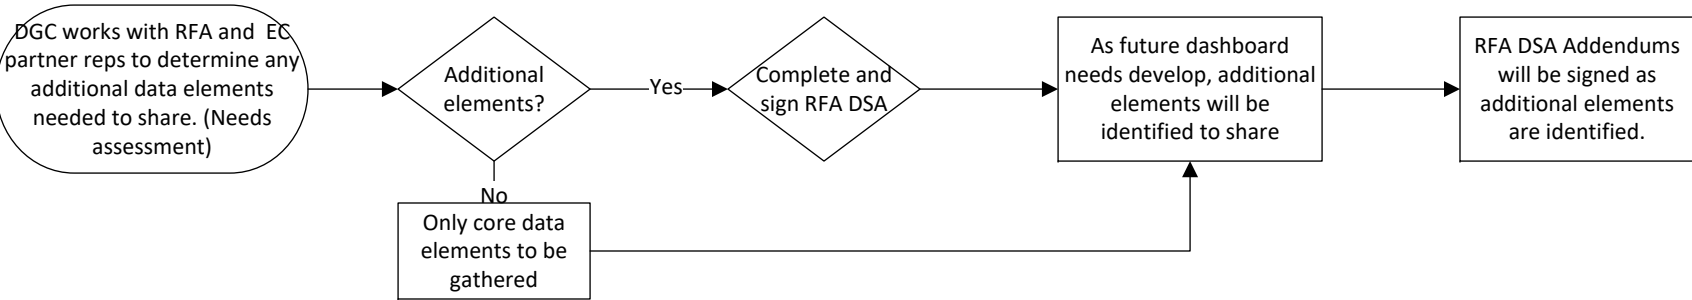 DGC works with RFA and  EC
partner reps to determine any
additional data elements
needed to share. (Needs
assessment)
Additional
elements?
Yes
Complete and
sign RFA DSA
As future dashboard
needs develop, additional
elements will be
identified to share
RFA DSA Addendums
will be signed as
additional elements
are identified.
No
Only core data
elements to be
gathered